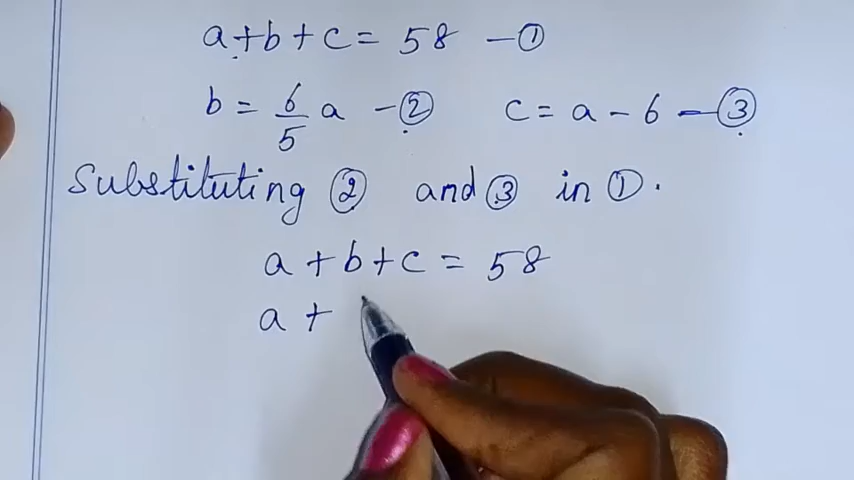 a+b+c = 58 —①
b = 6/5 a —② c = a - 6 —③
Substituting ② and ③ in ①.
a + b + c = 58
a +